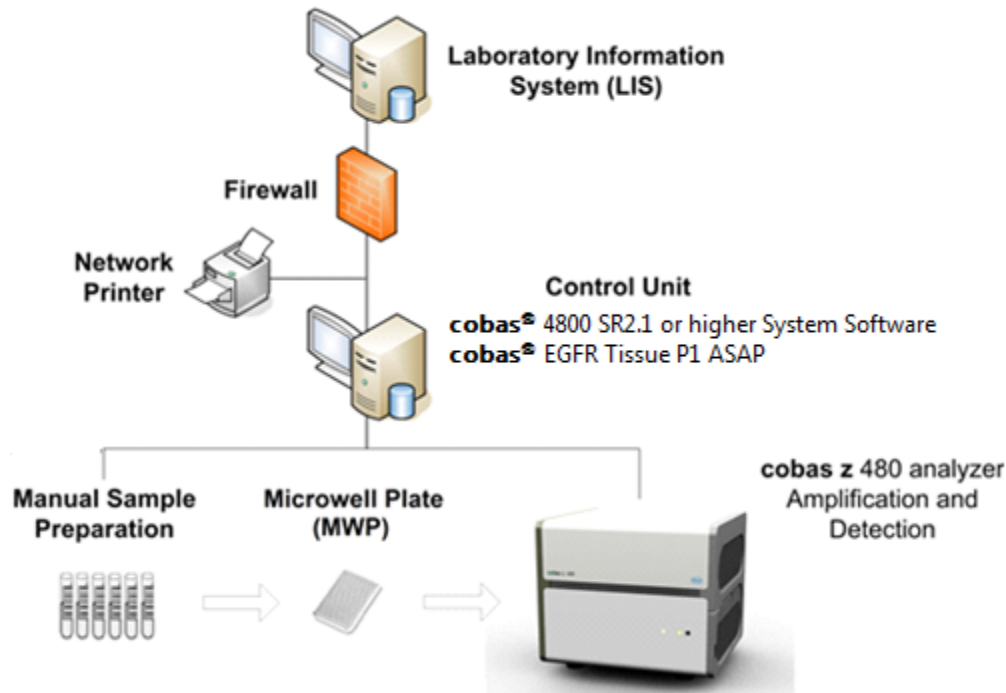 Laboratory Information
System (LIS)
Firewall
Network
Printer
Control Unit
cobas® 4800 SR2.1 or higher System Software
cobas® EGFR Tissue P1 ASAP
Manual Sample
Preparation
Microwell Plate
(MWP)
cobas z 480 analyzer
Amplification and
Detection